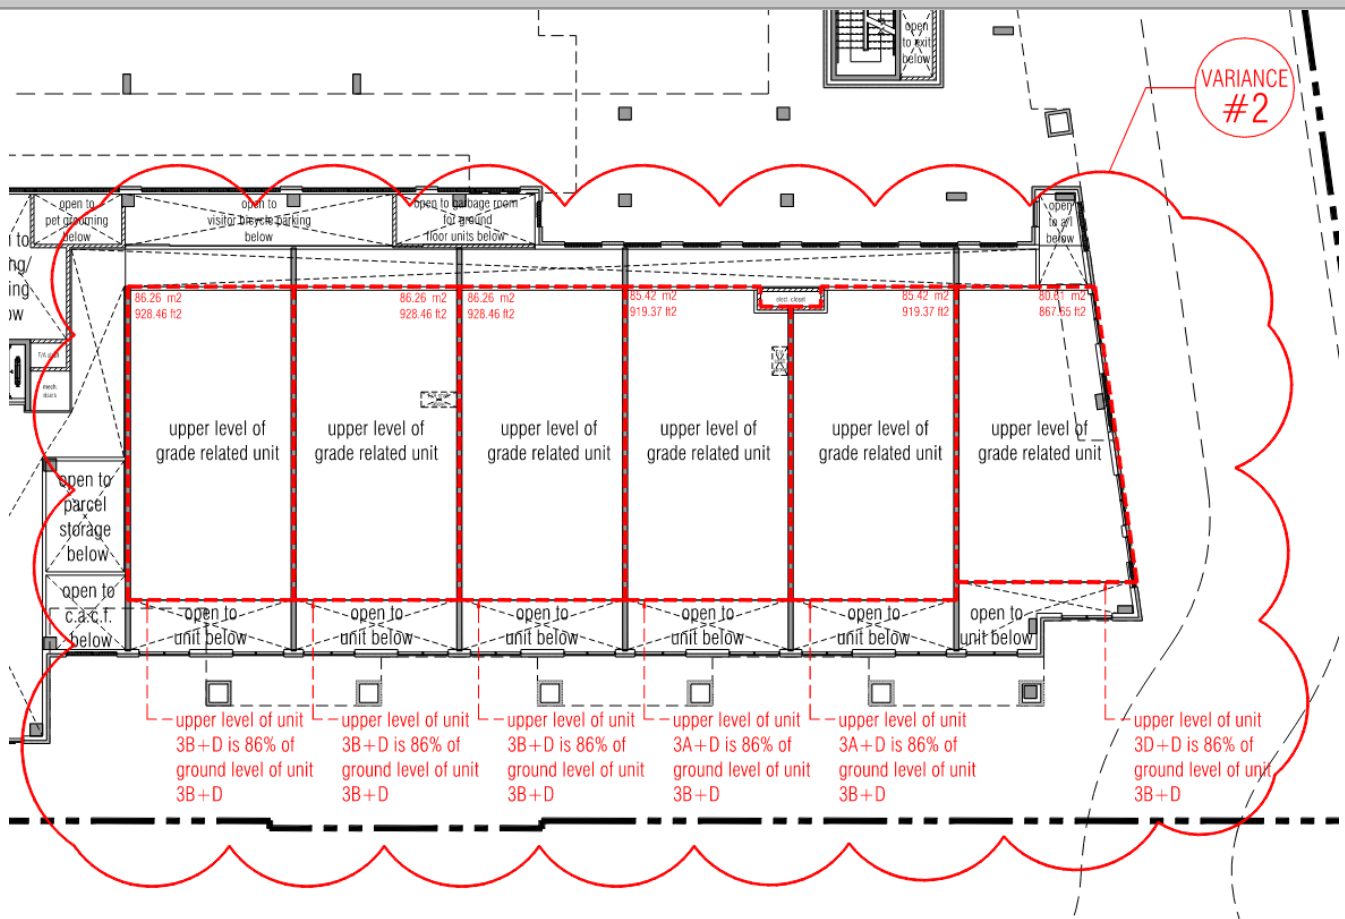 open
to exit
below
VARIANCE
#2
open to
pet grooming
below
open to
visitor bicycle parking
below
open to garbage room
for ground
floor units below
open
to a/l
below
to
ng
ng
ow
86.26 m2
928.46 ft2
86.26 m2
928.46 ft2
86.26 m2
928.46 ft2
85.42 m2
919.37 ft2
elect. closet
85.42 m2
919.37 ft2
80.61 m2
867.65 ft2
mech.
upper level of
grade related unit
upper level of
grade related unit
upper level of
grade related unit
upper level of
grade related unit
upper level of
grade related unit
upper level of
grade related unit
open to
parcel
storage
below
open to
c.a.c.f.
below
open to
unit below
open to
unit below
open to
unit below
open to
unit below
open to
unit below
open to
unit below
upper level of unit
3B+D is 86% of
ground level of unit
3B+D
upper level of unit
3B+D is 86% of
ground level of unit
3B+D
upper level of unit
3B+D is 86% of
ground level of unit
3B+D
upper level of unit
3A+D is 86% of
ground level of unit
3B+D
upper level of unit
3A+D is 86% of
ground level of unit
3B+D
upper level of unit
3D+D is 86% of
ground level of unit
3B+D